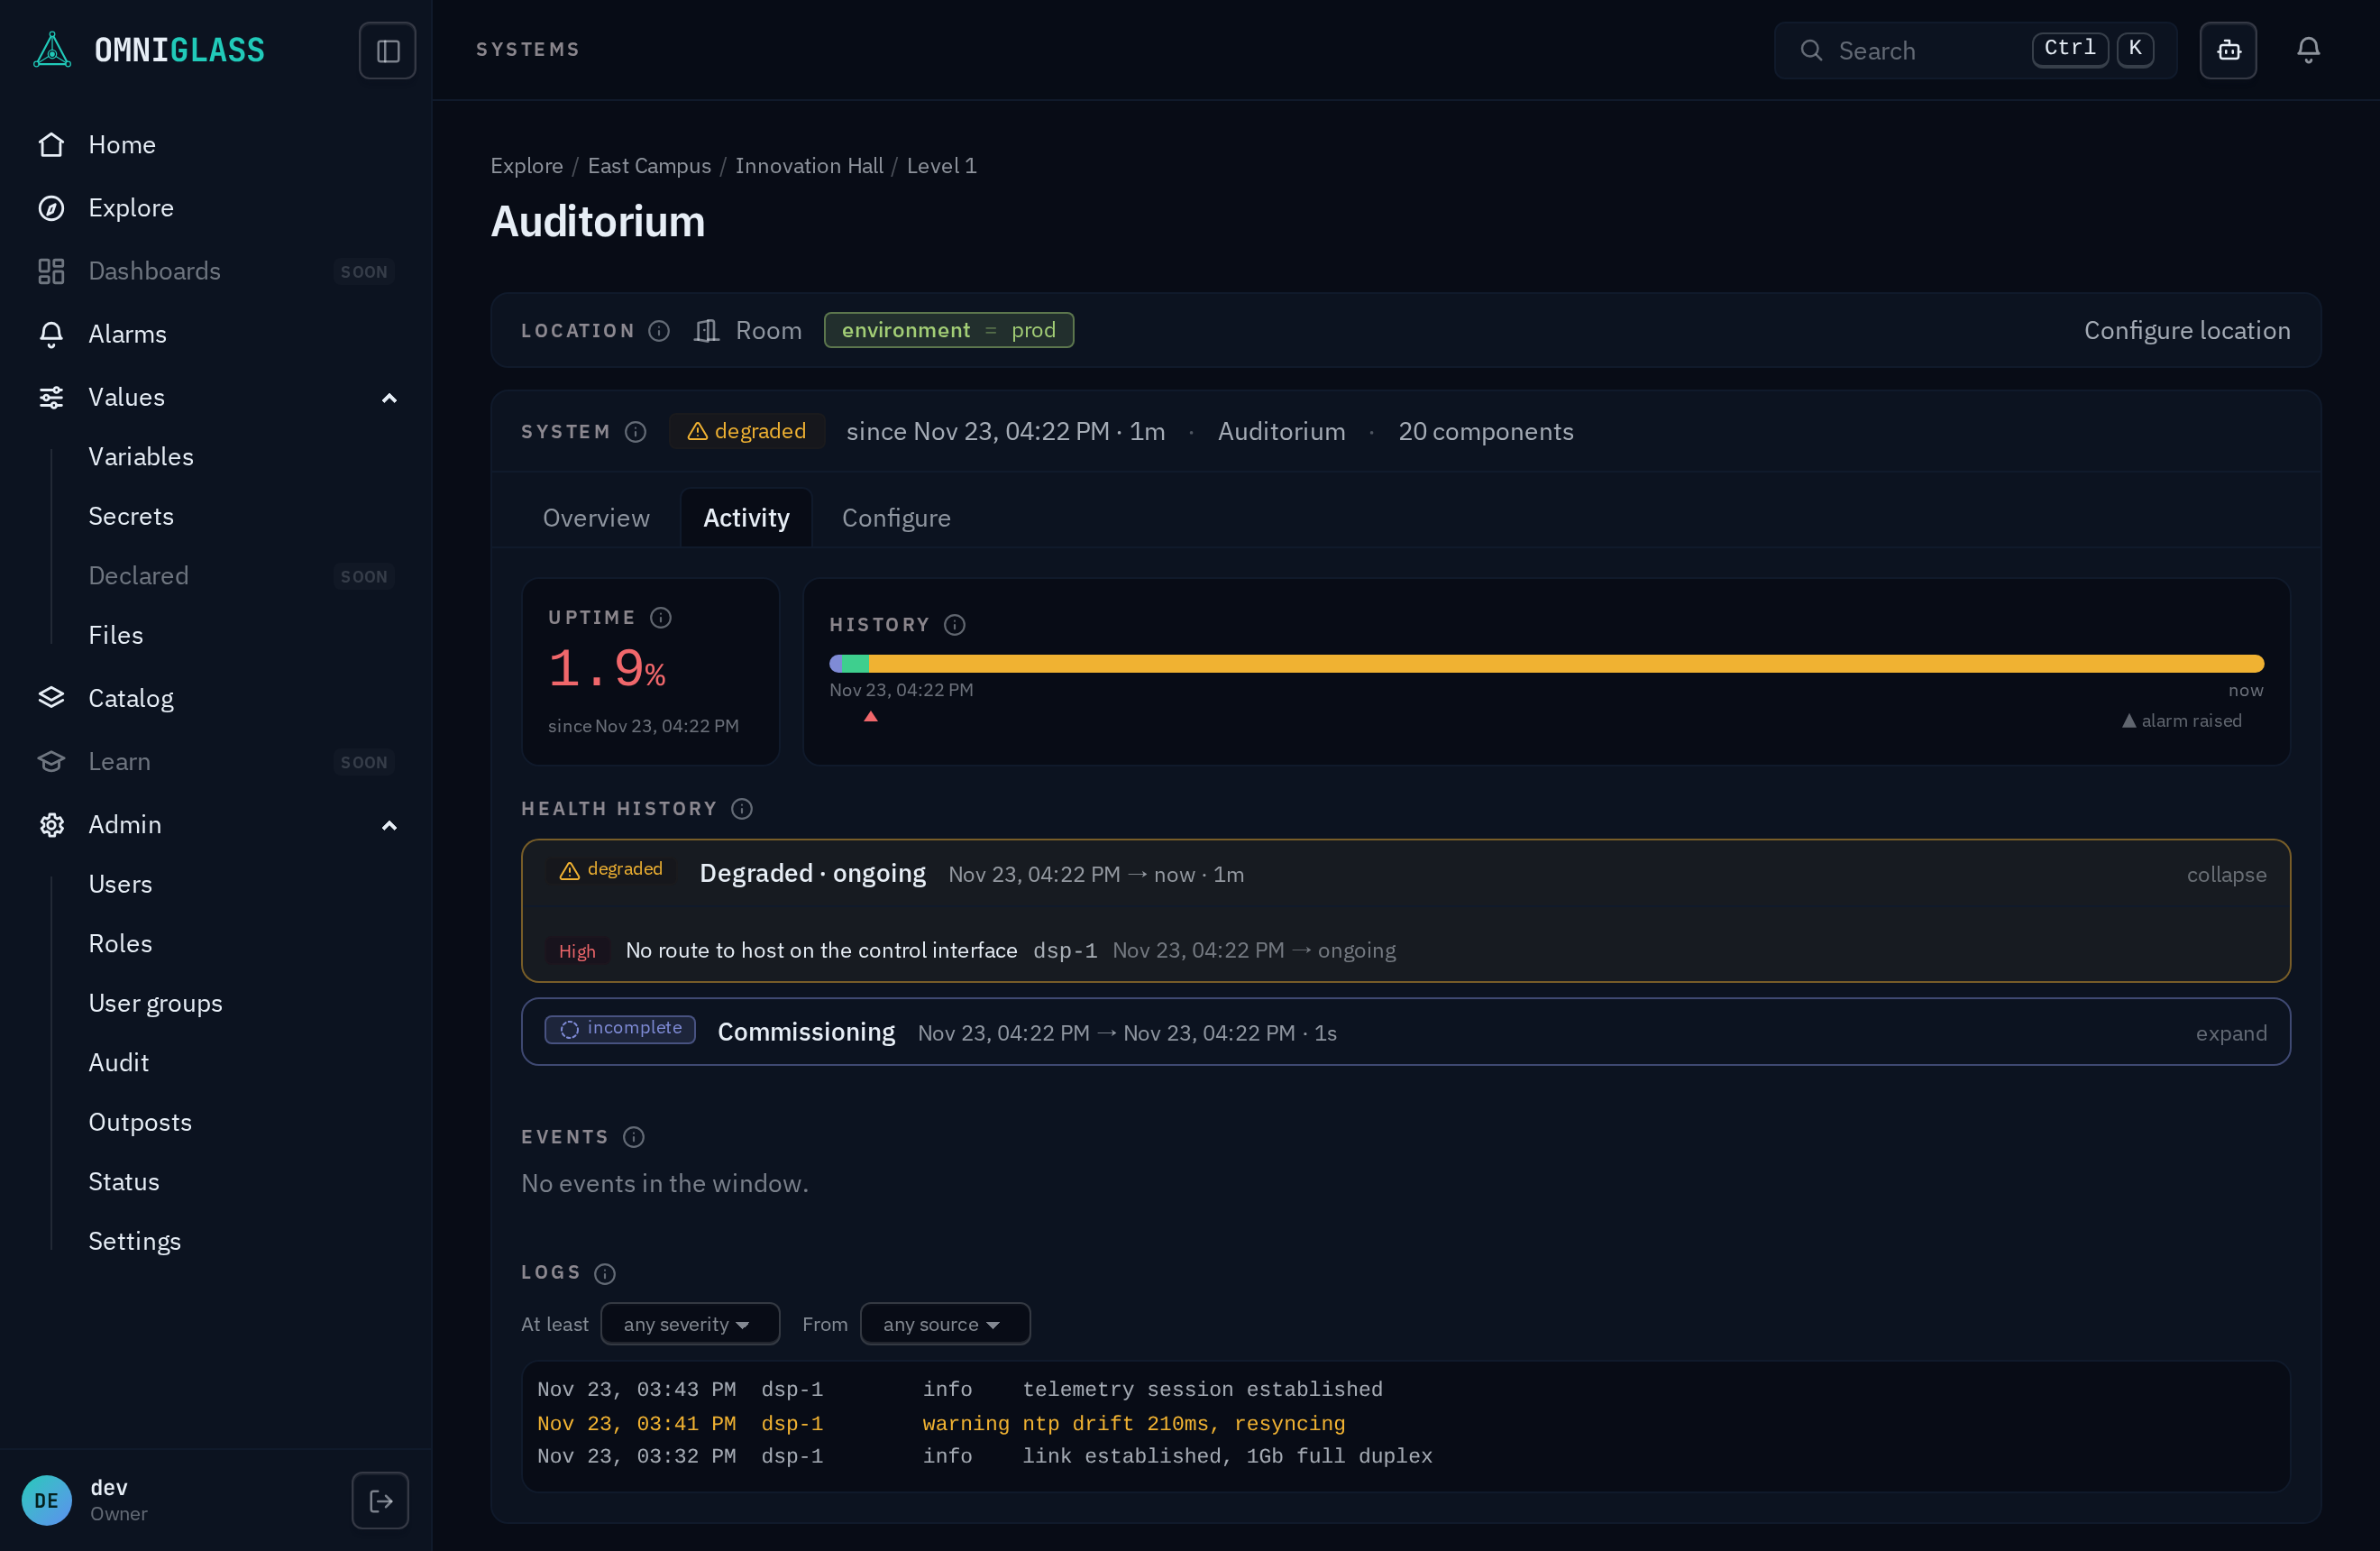 OMNIGLASS
SYSTEMS
Search Ctrl K
Home
Explore
Dashboards SOON
Alarms
Values
Variables
Secrets
Declared SOON
Files
Catalog
Learn SOON
Admin
Users
Roles
User groups
Audit
Outposts
Status
Settings
DE
dev
Owner
Explore / East Campus / Innovation Hall / Level 1
Auditorium
LOCATION Room environment = prod Configure location
SYSTEM degraded since Nov 23, 04:22 PM · 1m · Auditorium · 20 components
Overview Activity Configure
UPTIME
1.9%
since Nov 23, 04:22 PM
HISTORY
Nov 23, 04:22 PM now
▲ alarm raised
HEALTH HISTORY
degraded Degraded · ongoing Nov 23, 04:22 PM → now · 1m collapse
High No route to host on the control interface dsp-1 Nov 23, 04:22 PM → ongoing
incomplete Commissioning Nov 23, 04:22 PM → Nov 23, 04:22 PM · 1s expand
EVENTS
No events in the window.
LOGS
At least any severity From any source
Nov 23, 03:43 PM dsp-1 info telemetry session established
Nov 23, 03:41 PM dsp-1 warning ntp drift 210ms, resyncing
Nov 23, 03:32 PM dsp-1 info link established, 1Gb full duplex